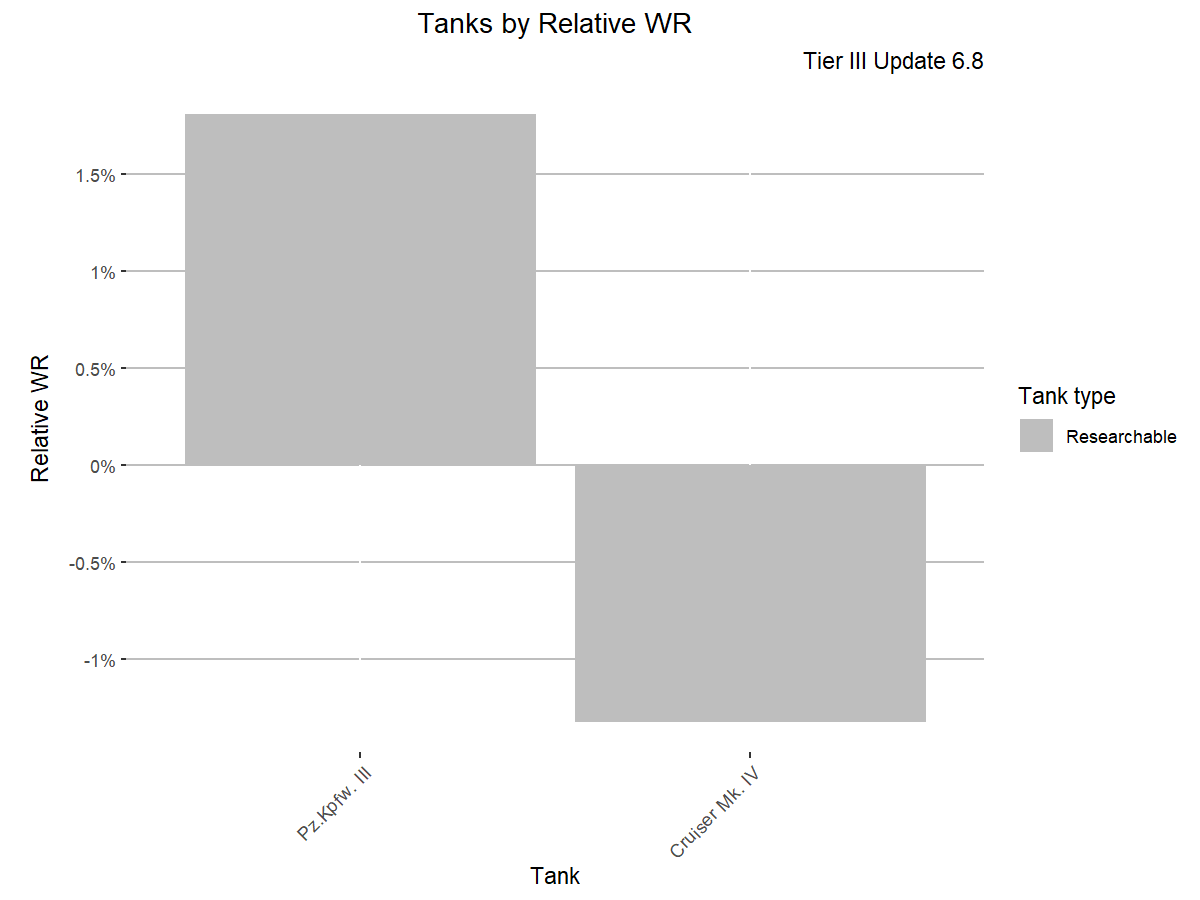 Tanks by Relative WR
Tier III Update 6.8
Relative WR
1.5%
1%
0.5%
0%
-0.5%
-1%
Pz.Kpfw. III
Cruiser Mk. IV
Tank
Tank type
Researchable